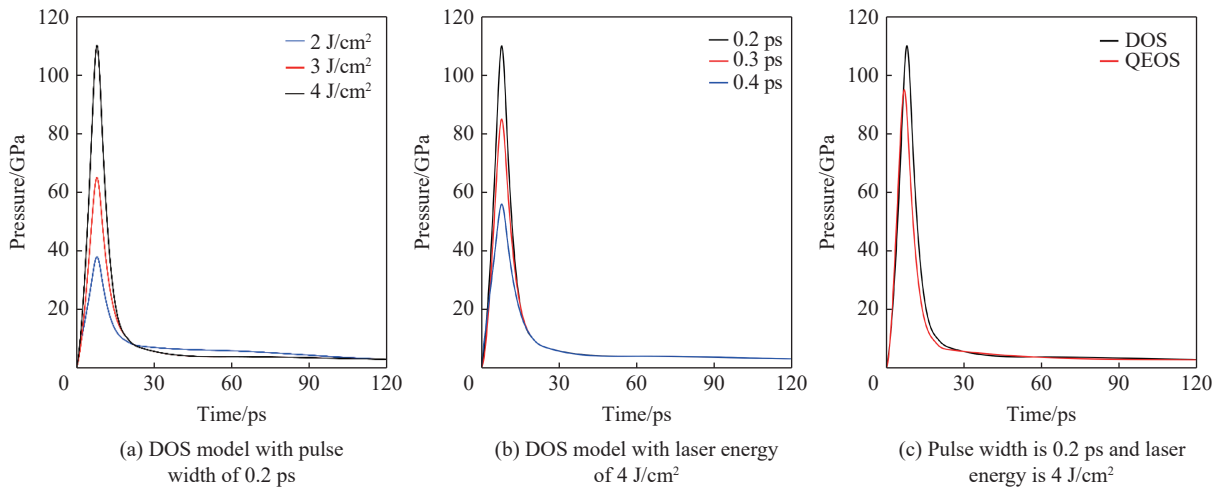 120
100
80
60
40
20
0
30
60
90
120
Pressure/GPa
Time/ps
2 J/cm²
3 J/cm²
4 J/cm²
(a) DOS model with pulse
width of 0.2 ps
120
100
80
60
40
20
0
30
60
90
120
Pressure/GPa
Time/ps
0.2 ps
0.3 ps
0.4 ps
(b) DOS model with laser energy
of 4 J/cm²
120
100
80
60
40
20
0
30
60
90
120
Pressure/GPa
Time/ps
DOS
QEOS
(c) Pulse width is 0.2 ps and laser
energy is 4 J/cm²